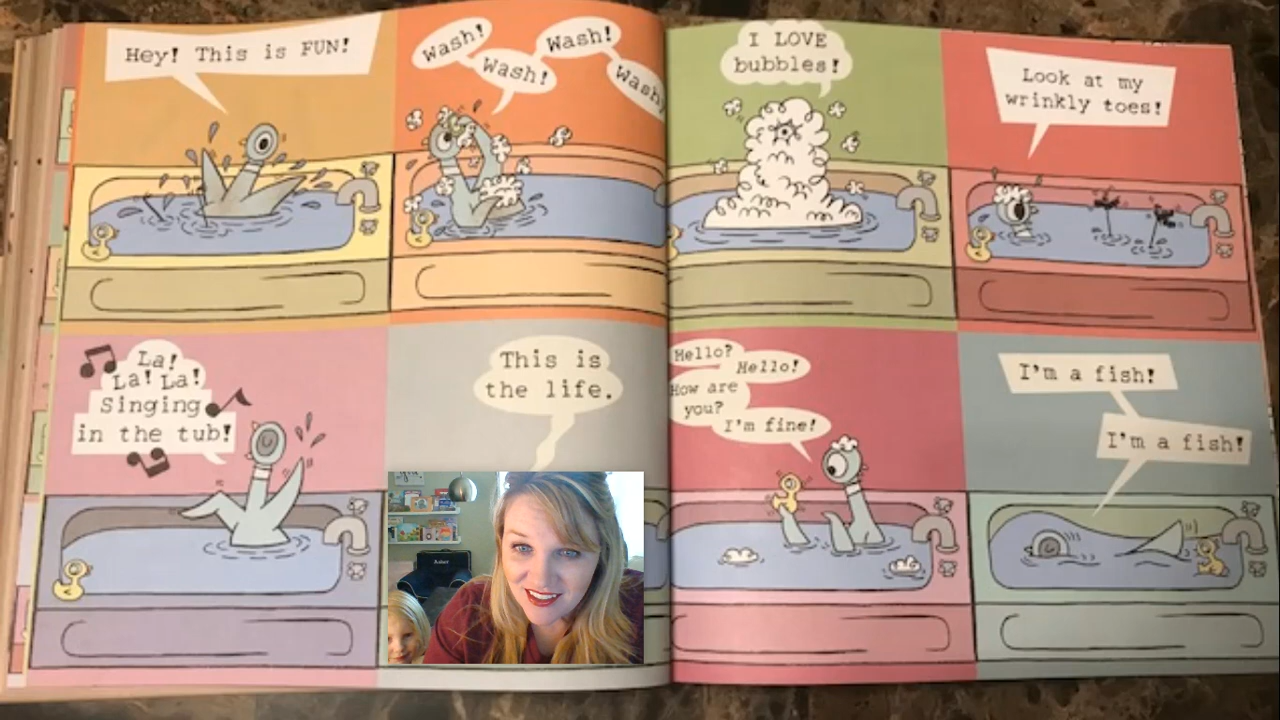 Hey! This is FUN!
Wash!
Wash!
Wash!
Wash
I LOVE
bubbles!
Look at my
wrinkly toes!
La!
La! La!
Singing
in the tub!
This is
the life.
Hello?
Hello!
How are
you?
I'm fine!
I'm a fish!
I'm a fish!